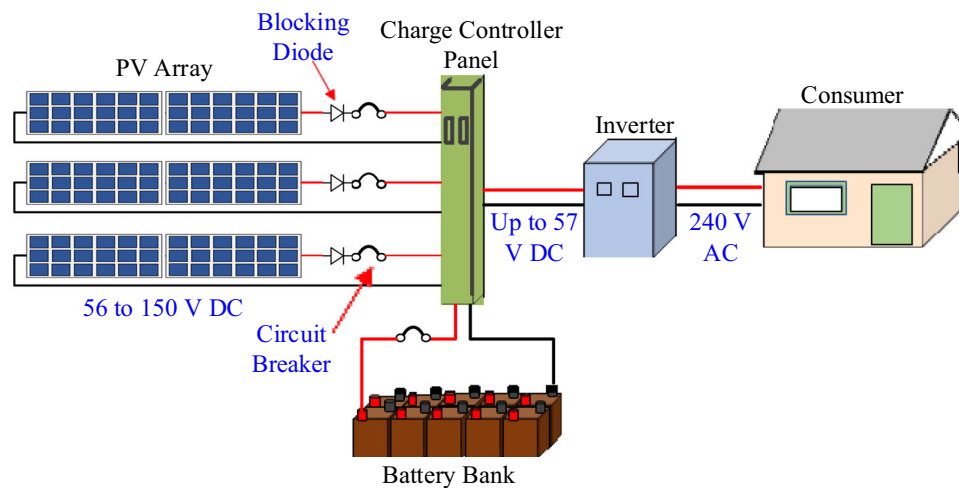 Blocking
Diode
Charge Controller
Panel
PV Array
Consumer
Inverter
Up to 57
V DC
240 V
AC
56 to 150 V DC
Circuit
Breaker
Battery Bank